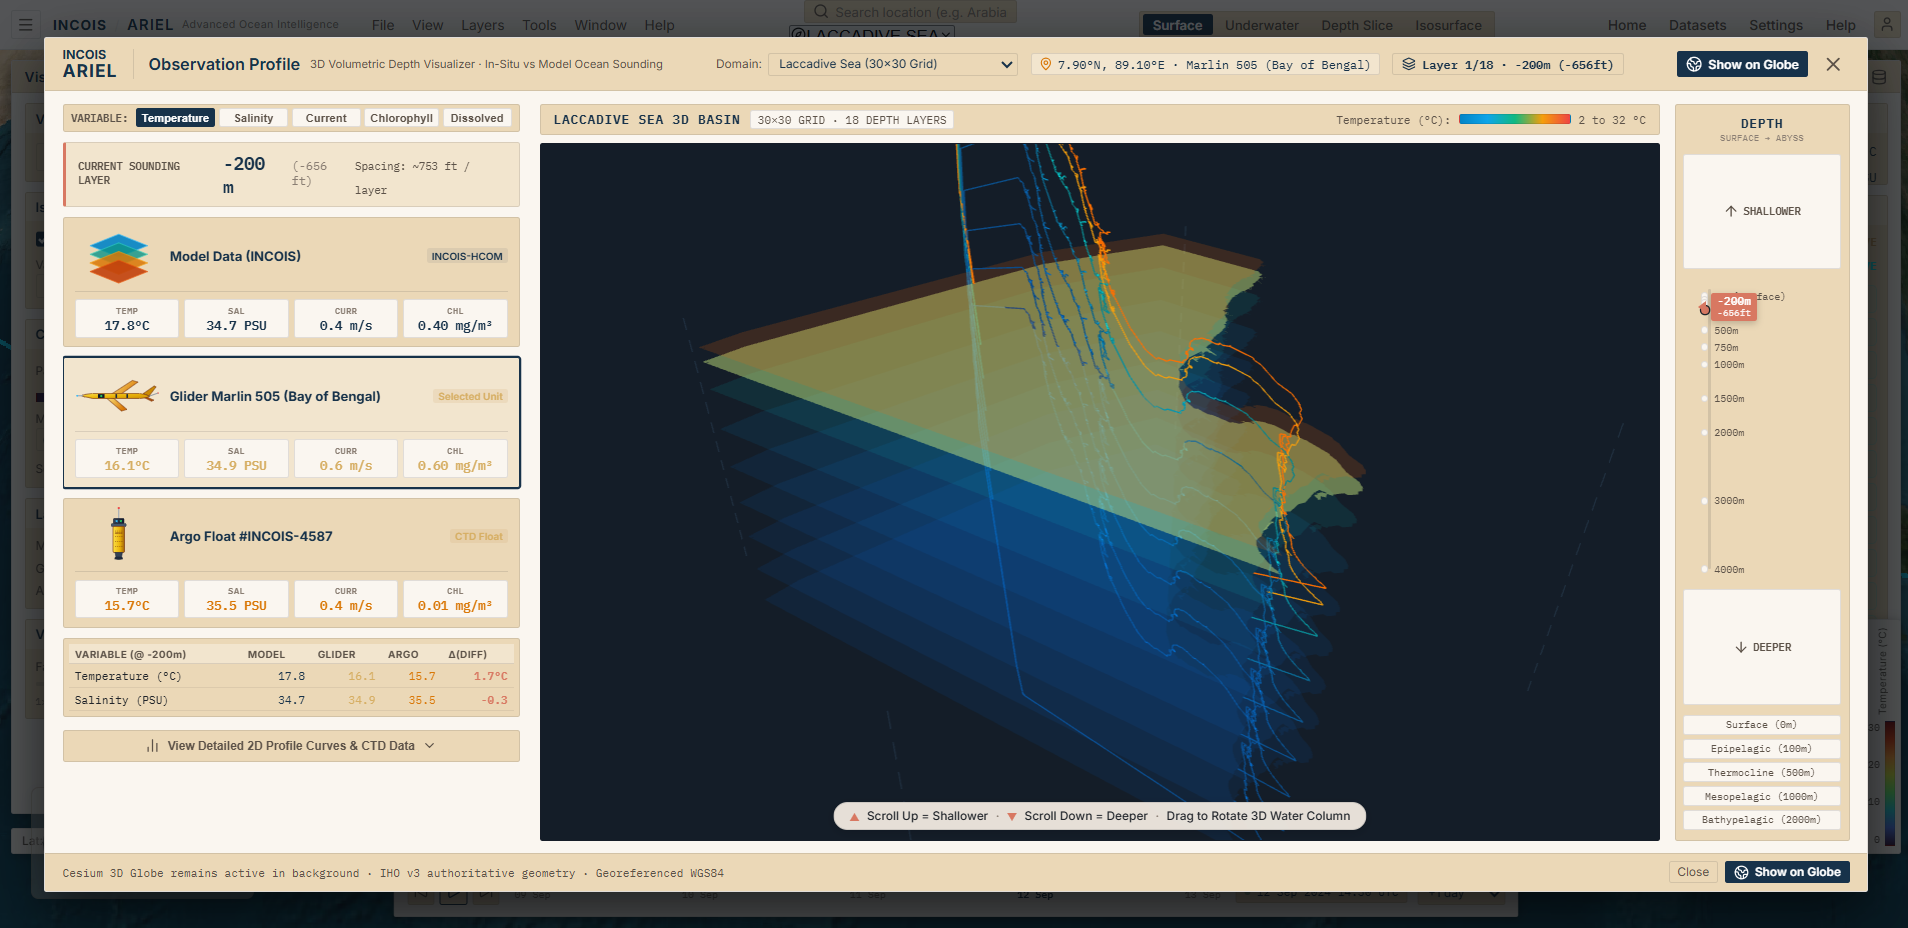 INCOIS ARIEL Advanced Ocean Intelligence File View Layers Tools Window Help
Search location (e.g. Arabia
LACCADIVE SEA
Surface Underwater Depth Slice Isosurface
Home Datasets Settings Help
INCOIS
ARIEL
Observation Profile 3D Volumetric Depth Visualizer · In-Situ vs Model Ocean Sounding
Domain: Laccadive Sea (30×30 Grid)
7.90°N, 89.10°E · Marlin 505 (Bay of Bengal)
Layer 1/18 · -200m (-656ft)
Show on Globe
VARIABLE: Temperature Salinity Current Chlorophyll Dissolved
CURRENT SOUNDING
LAYER
-200
m
(-656
ft)
Spacing: ~753 ft /
layer
Model Data (INCOIS)
INCOIS-HCOM
TEMP SAL CURR CHL
17.8°C 34.7 PSU 0.4 m/s 0.40 mg/m³
Glider Marlin 505 (Bay of Bengal)
Selected Unit
TEMP SAL CURR CHL
16.1°C 34.9 PSU 0.6 m/s 0.60 mg/m³
Argo Float #INCOIS-4587
CTD Float
TEMP SAL CURR CHL
15.7°C 35.5 PSU 0.4 m/s 0.01 mg/m³
VARIABLE (@ -200m) MODEL GLIDER ARGO Δ(DIFF)
Temperature (°C) 17.8 16.1 15.7 1.7°C
Salinity (PSU) 34.7 34.9 35.5 -0.3
View Detailed 2D Profile Curves & CTD Data
LACCADIVE SEA 3D BASIN 30×30 GRID · 18 DEPTH LAYERS
Temperature (°C): 2 to 32 °C
▲ Scroll Up = Shallower · ▼ Scroll Down = Deeper · Drag to Rotate 3D Water Column
DEPTH
SURFACE → ABYSS
↑ SHALLOWER
-200m
-656ft
face)
500m
750m
1000m
1500m
2000m
3000m
4000m
↓ DEEPER
Surface (0m)
Epipelagic (100m)
Thermocline (500m)
Mesopelagic (1000m)
Bathypelagic (2000m)
Temperature (°C)
30
20
10
0
Cesium 3D Globe remains active in background · IHO v3 authoritative geometry · Georeferenced WGS84
Close
Show on Globe
12 Sep